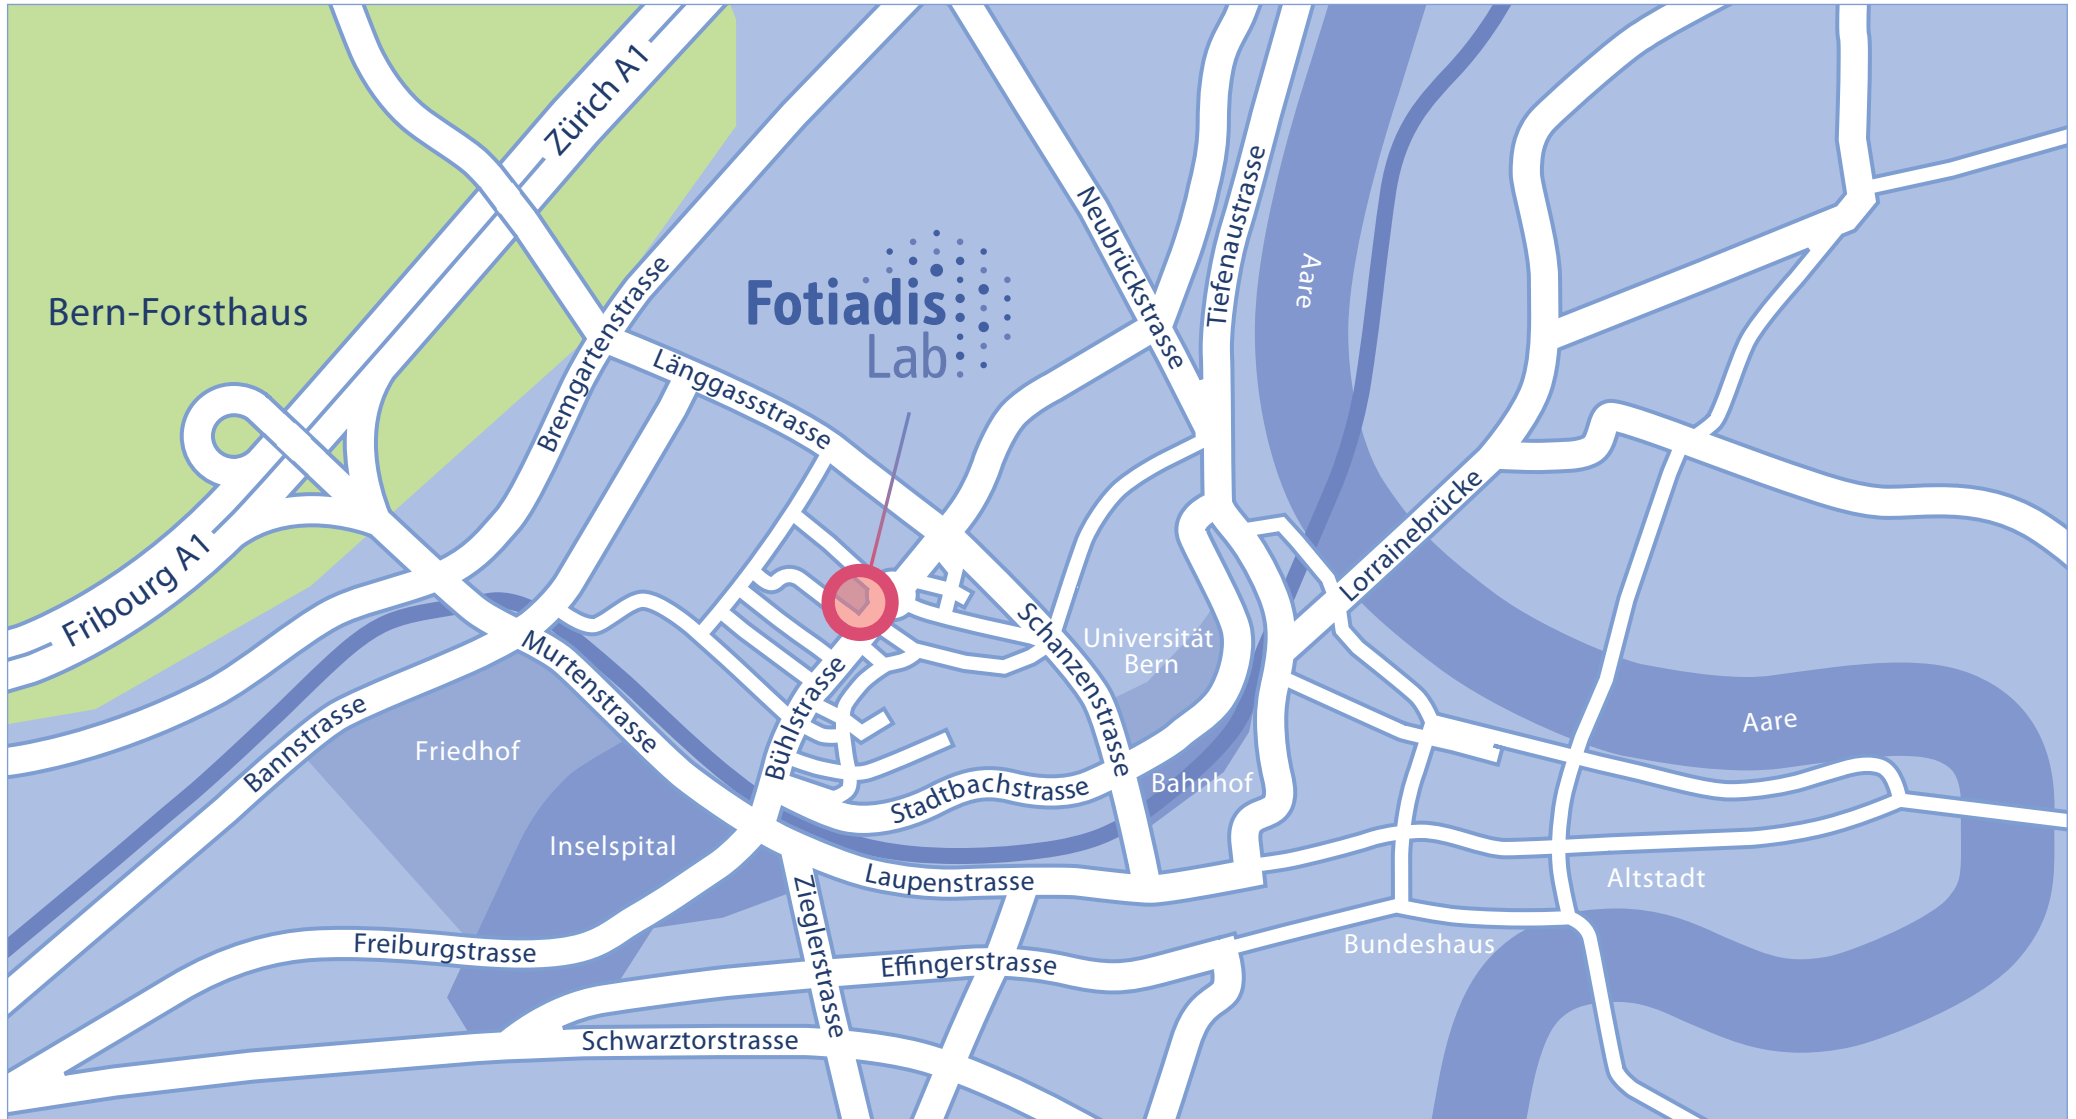 Zürich A1
Bern-Forsthaus
Fribourg A1
Bremgartenstrasse
Länggassstrasse
Fotiadis
Lab
Neubrückstrasse
Tiefenaustrasse
Aare
Lorrainebrücke
Schanzenstrasse
Universität
Bern
Murtenstrasse
Bühlstrasse
Bannstrasse
Friedhof
Aare
Bahnhof
Stadtbachstrasse
Inselspital
Laupenstrasse
Altstadt
Zieglerstrasse
Freiburgstrasse
Effingerstrasse
Bundeshaus
Schwarztorstrasse